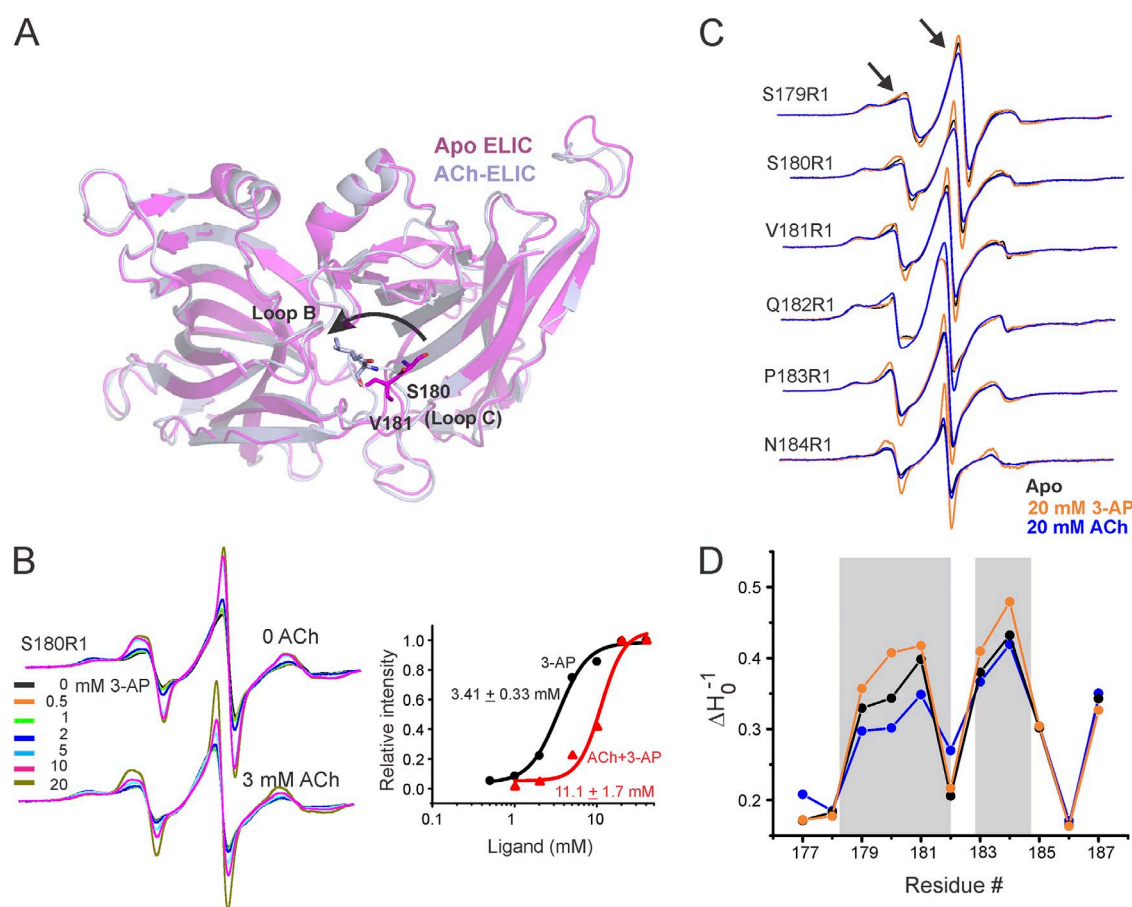 A
Apo ELIC
ACh-ELIC
Loop B
S180
V181
(Loop C)
B
S180R1
0 ACh
0
mM 3-AP
0.5
1
2
5
10
20
3 mM ACh
Relative intensity
1.0
0.8
0.6
0.4
0.2
0.0
3-AP
3.41 ± 0.33 mM
ACh+3-AP
11.1 ± 1.7 mM
0.1
1
10
Ligand (mM)
C
S179R1
S180R1
V181R1
Q182R1
P183R1
N184R1
Apo
20 mM 3-AP
20 mM ACh
D
ΔH₀⁻¹
0.5
0.4
0.3
0.2
177
179
181
183
185
187
Residue #